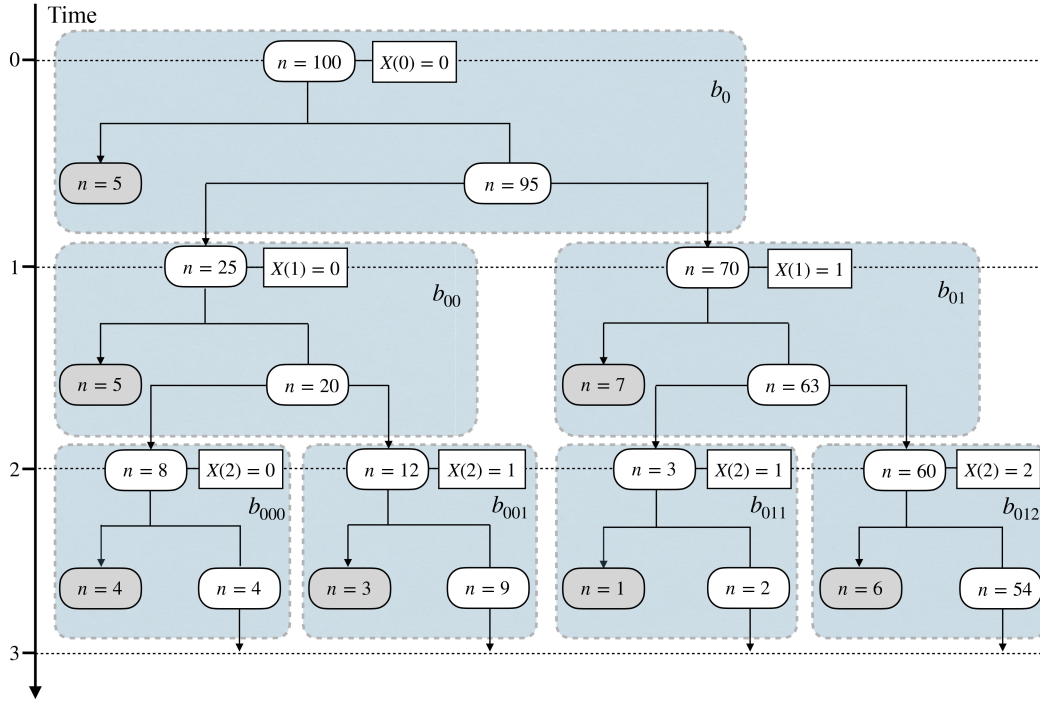 Time
0
n = 100
X(0) = 0
b0
n = 5
n = 95
1
n = 25
X(1) = 0
b00
n = 70
X(1) = 1
b01
n = 5
n = 20
n = 7
n = 63
2
n = 8
X(2) = 0
b000
n = 12
X(2) = 1
b001
n = 3
X(2) = 1
b011
n = 60
X(2) = 2
b012
n = 4
n = 4
n = 3
n = 9
n = 1
n = 2
n = 6
n = 54
3